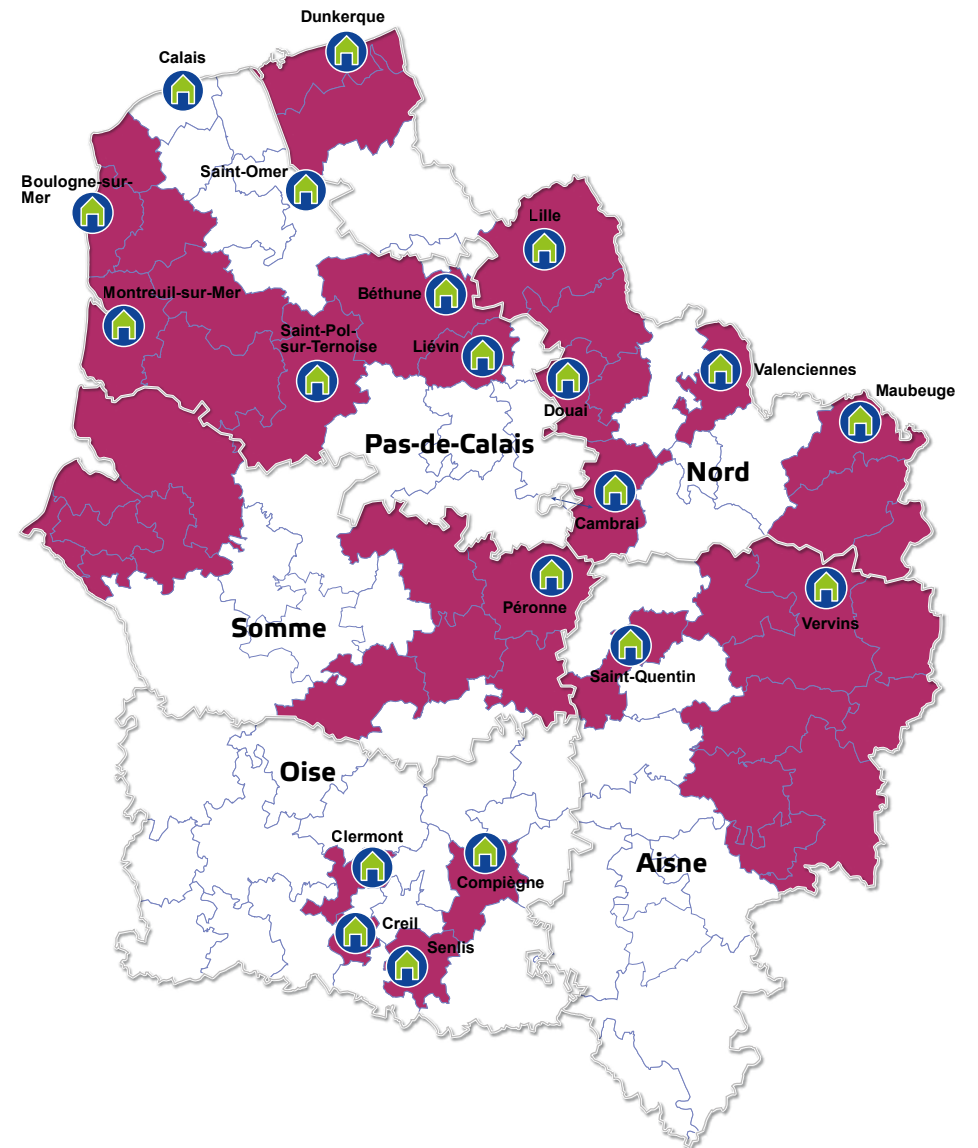 Dunkerque
Calais
Saint-Omer
Boulogne-sur-
Mer
Lille
Montreuil-sur-Mer
Béthune
Saint-Pol-
sur-Ternoise
Liévin
Valenciennes
Maubeuge
Douai
Pas-de-Calais
Nord
Cambrai
Péronne
Somme
Vervins
Saint-Quentin
Oise
Clermont
Aisne
Compiègne
Creil
Senlis